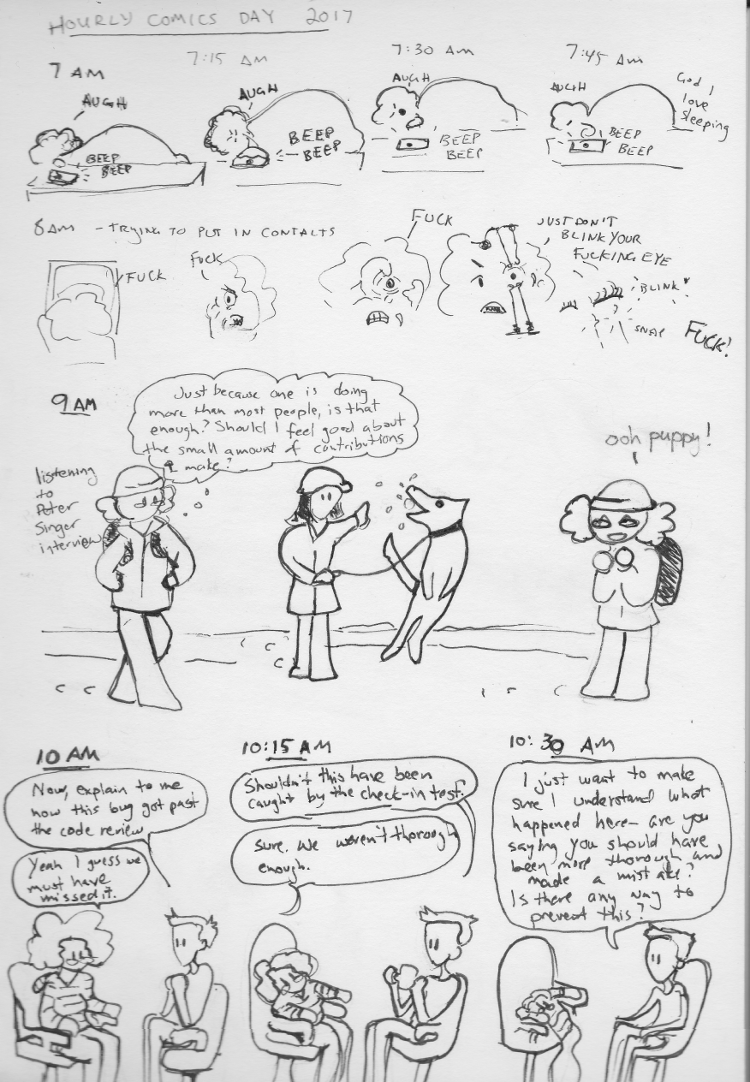 HOURLY COMICS DAY 2017
7 AM
AUGH
BEEP
BEEP
7:15 AM
AUGH
BEEP
BEEP
7:30 AM
AUGH
BEEP
BEEP
7:45 AM
AUGH
BEEP
BEEP
God I
love
sleeping
8AM - TRYING TO PUT IN CONTACTS
FUCK
FUCK
FUCK
JUST DON'T
BLINK YOUR
FUCKING EYE
BLINK
SNAP
FUCK!
9 AM
listening
to
Peter
Singer
interview
Just because one is doing
more than most people, is that
enough? Should I feel good about
the small amount of contributions
I make?
ooh puppy!
10 AM
Now, explain to me
how this bug got past
the code review
Yeah I guess we
must have
missed it.
10:15 AM
Shouldn't this have been
caught by the check-in test.
Sure. We weren't thorough
enough.
10:30 AM
I just want to make
sure I understand what
happened here- are you
saying you should have
been more thorough and
made a mistake?
Is there any way to
prevent this?